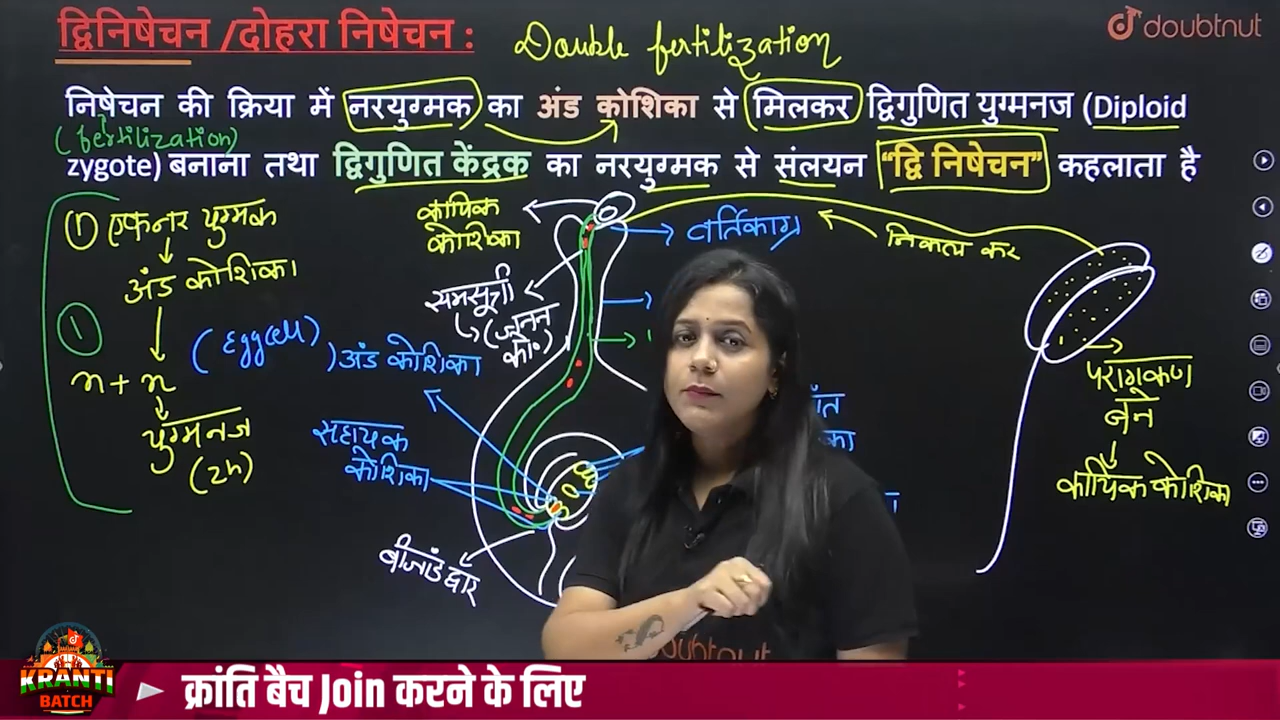 द्विनिषेचन /दोहरा निषेचन :
Double fertilization
doubtnut
निषेचन की क्रिया में नरयुग्मक का अंड कोशिका से मिलकर द्विगुणित युग्मनज (Diploid
(fertilization)
zygote) बनाना तथा द्विगुणित केंद्रक का नरयुग्मक से संलयन "द्वि निषेचन" कहलाता है
① एकनर युग्मक
अंड कोशिका
①
n + n
युग्मनज
(2n)
कायिक
कोशिका
वर्तिकाग्र
निकल कर
समसूत्री
(जनन
को॰)
(Egg cell)
अंड कोशिका
सहायक
कोशिका
बीजांड द्वार
परागकण
बने
कायिक कोशिका
doubtnut
KRANTI
BATCH
क्रांति बैच Join करने के लिए